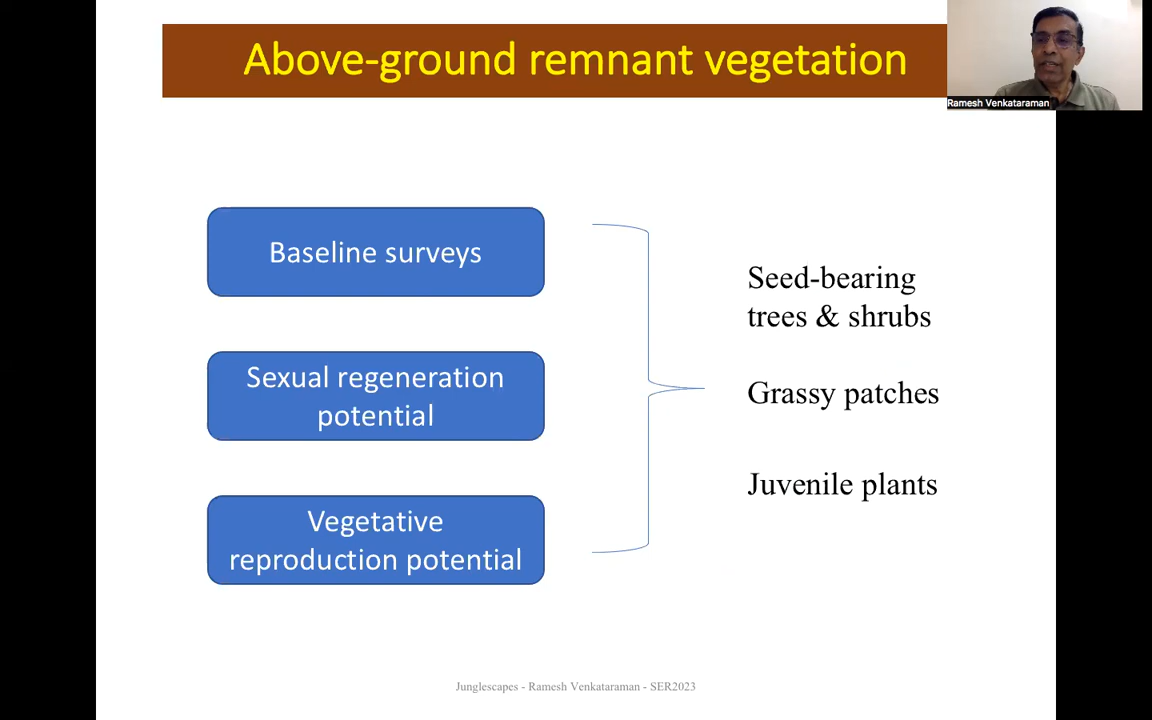 Above-ground remnant vegetation
Ramesh Venkataraman
Baseline surveys
Sexual regeneration
potential
Vegetative
reproduction potential
Seed-bearing
trees & shrubs
Grassy patches
Juvenile plants
Junglescapes - Ramesh Venkataraman - SER2023